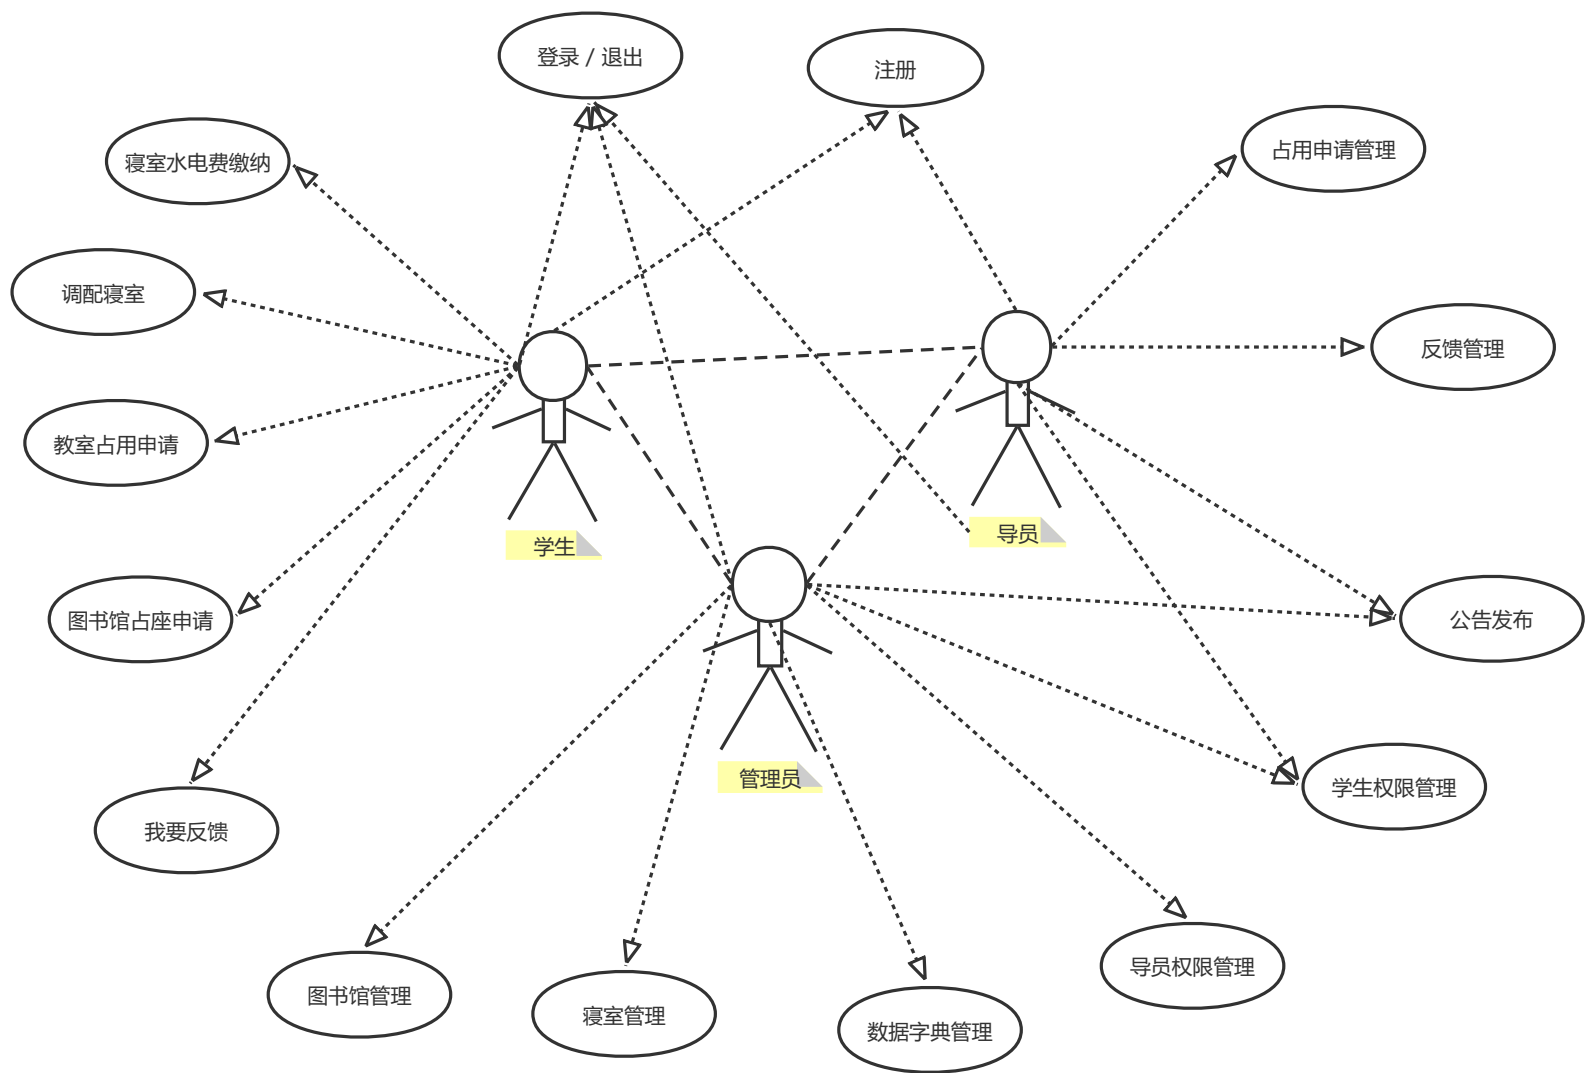 登录 / 退出
注册
占用申请管理
寝室水电费缴纳
调配寝室
反馈管理
教室占用申请
学生
导员
图书馆占座申请
公告发布
管理员
学生权限管理
我要反馈
导员权限管理
图书馆管理
寝室管理
数据字典管理